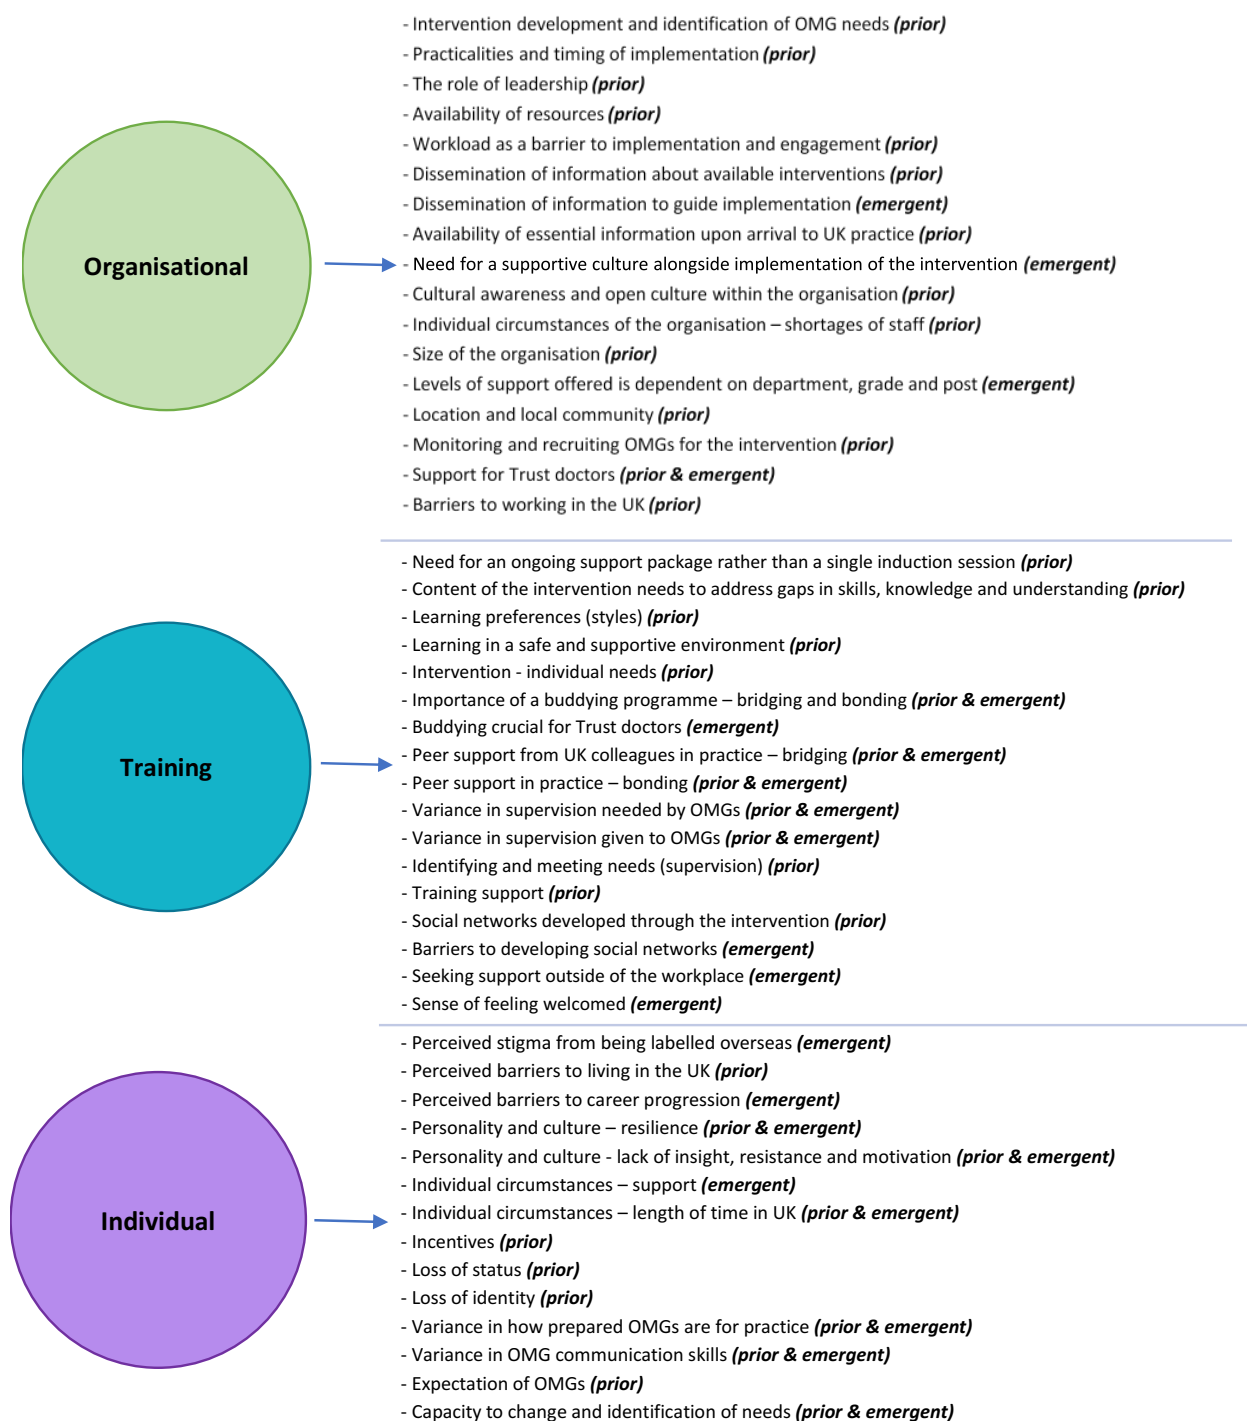 - Intervention development and identification of OMG needs (prior)
- Practicalities and timing of implementation (prior)
- The role of leadership (prior)
- Availability of resources (prior)
- Workload as a barrier to implementation and engagement (prior)
- Dissemination of information about available interventions (prior)
- Dissemination of information to guide implementation (emergent)
- Availability of essential information upon arrival to UK practice (prior)
Organisational
- Need for a supportive culture alongside implementation of the intervention (emergent)
- Cultural awareness and open culture within the organisation (prior)
- Individual circumstances of the organisation – shortages of staff (prior)
- Size of the organisation (prior)
- Levels of support offered is dependent on department, grade and post (emergent)
- Location and local community (prior)
- Monitoring and recruiting OMGs for the intervention (prior)
- Support for Trust doctors (prior & emergent)
- Barriers to working in the UK (prior)
- Need for an ongoing support package rather than a single induction session (prior)
- Content of the intervention needs to address gaps in skills, knowledge and understanding (prior)
- Learning preferences (styles) (prior)
- Learning in a safe and supportive environment (prior)
- Intervention - individual needs (prior)
- Importance of a buddying programme – bridging and bonding (prior & emergent)
- Buddying crucial for Trust doctors (emergent)
- Peer support from UK colleagues in practice – bridging (prior & emergent)
Training
- Peer support in practice – bonding (prior & emergent)
- Variance in supervision needed by OMGs (prior & emergent)
- Variance in supervision given to OMGs (prior & emergent)
- Identifying and meeting needs (supervision) (prior)
- Training support (prior)
- Social networks developed through the intervention (prior)
- Barriers to developing social networks (emergent)
- Seeking support outside of the workplace (emergent)
- Sense of feeling welcomed (emergent)
- Perceived stigma from being labelled overseas (emergent)
- Perceived barriers to living in the UK (prior)
- Perceived barriers to career progression (emergent)
- Personality and culture – resilience (prior & emergent)
- Personality and culture - lack of insight, resistance and motivation (prior & emergent)
- Individual circumstances – support (emergent)
- Individual circumstances – length of time in UK (prior & emergent)
Individual
- Incentives (prior)
- Loss of status (prior)
- Loss of identity (prior)
- Variance in how prepared OMGs are for practice (prior & emergent)
- Variance in OMG communication skills (prior & emergent)
- Expectation of OMGs (prior)
- Capacity to change and identification of needs (prior & emergent)